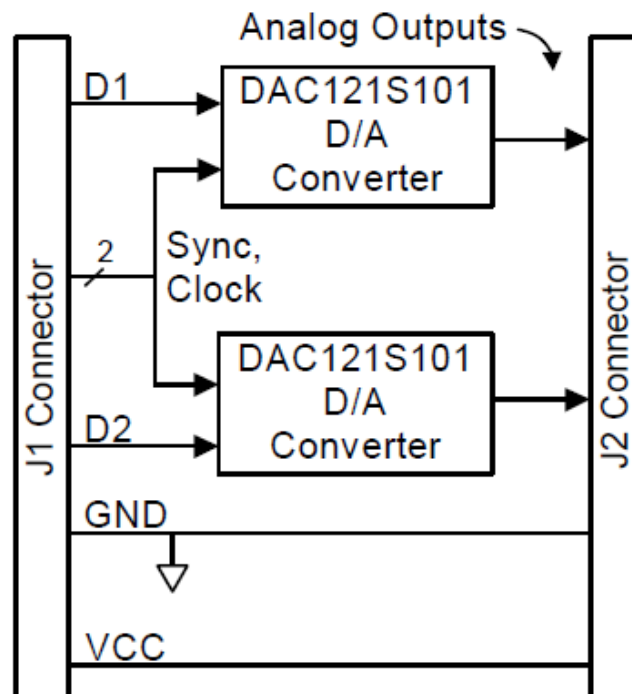 Analog Outputs
D1
DAC121S101
D/A
Converter
2
Sync,
Clock
DAC121S101
D/A
Converter
D2
GND
VCC
J1 Connector
J2 Connector